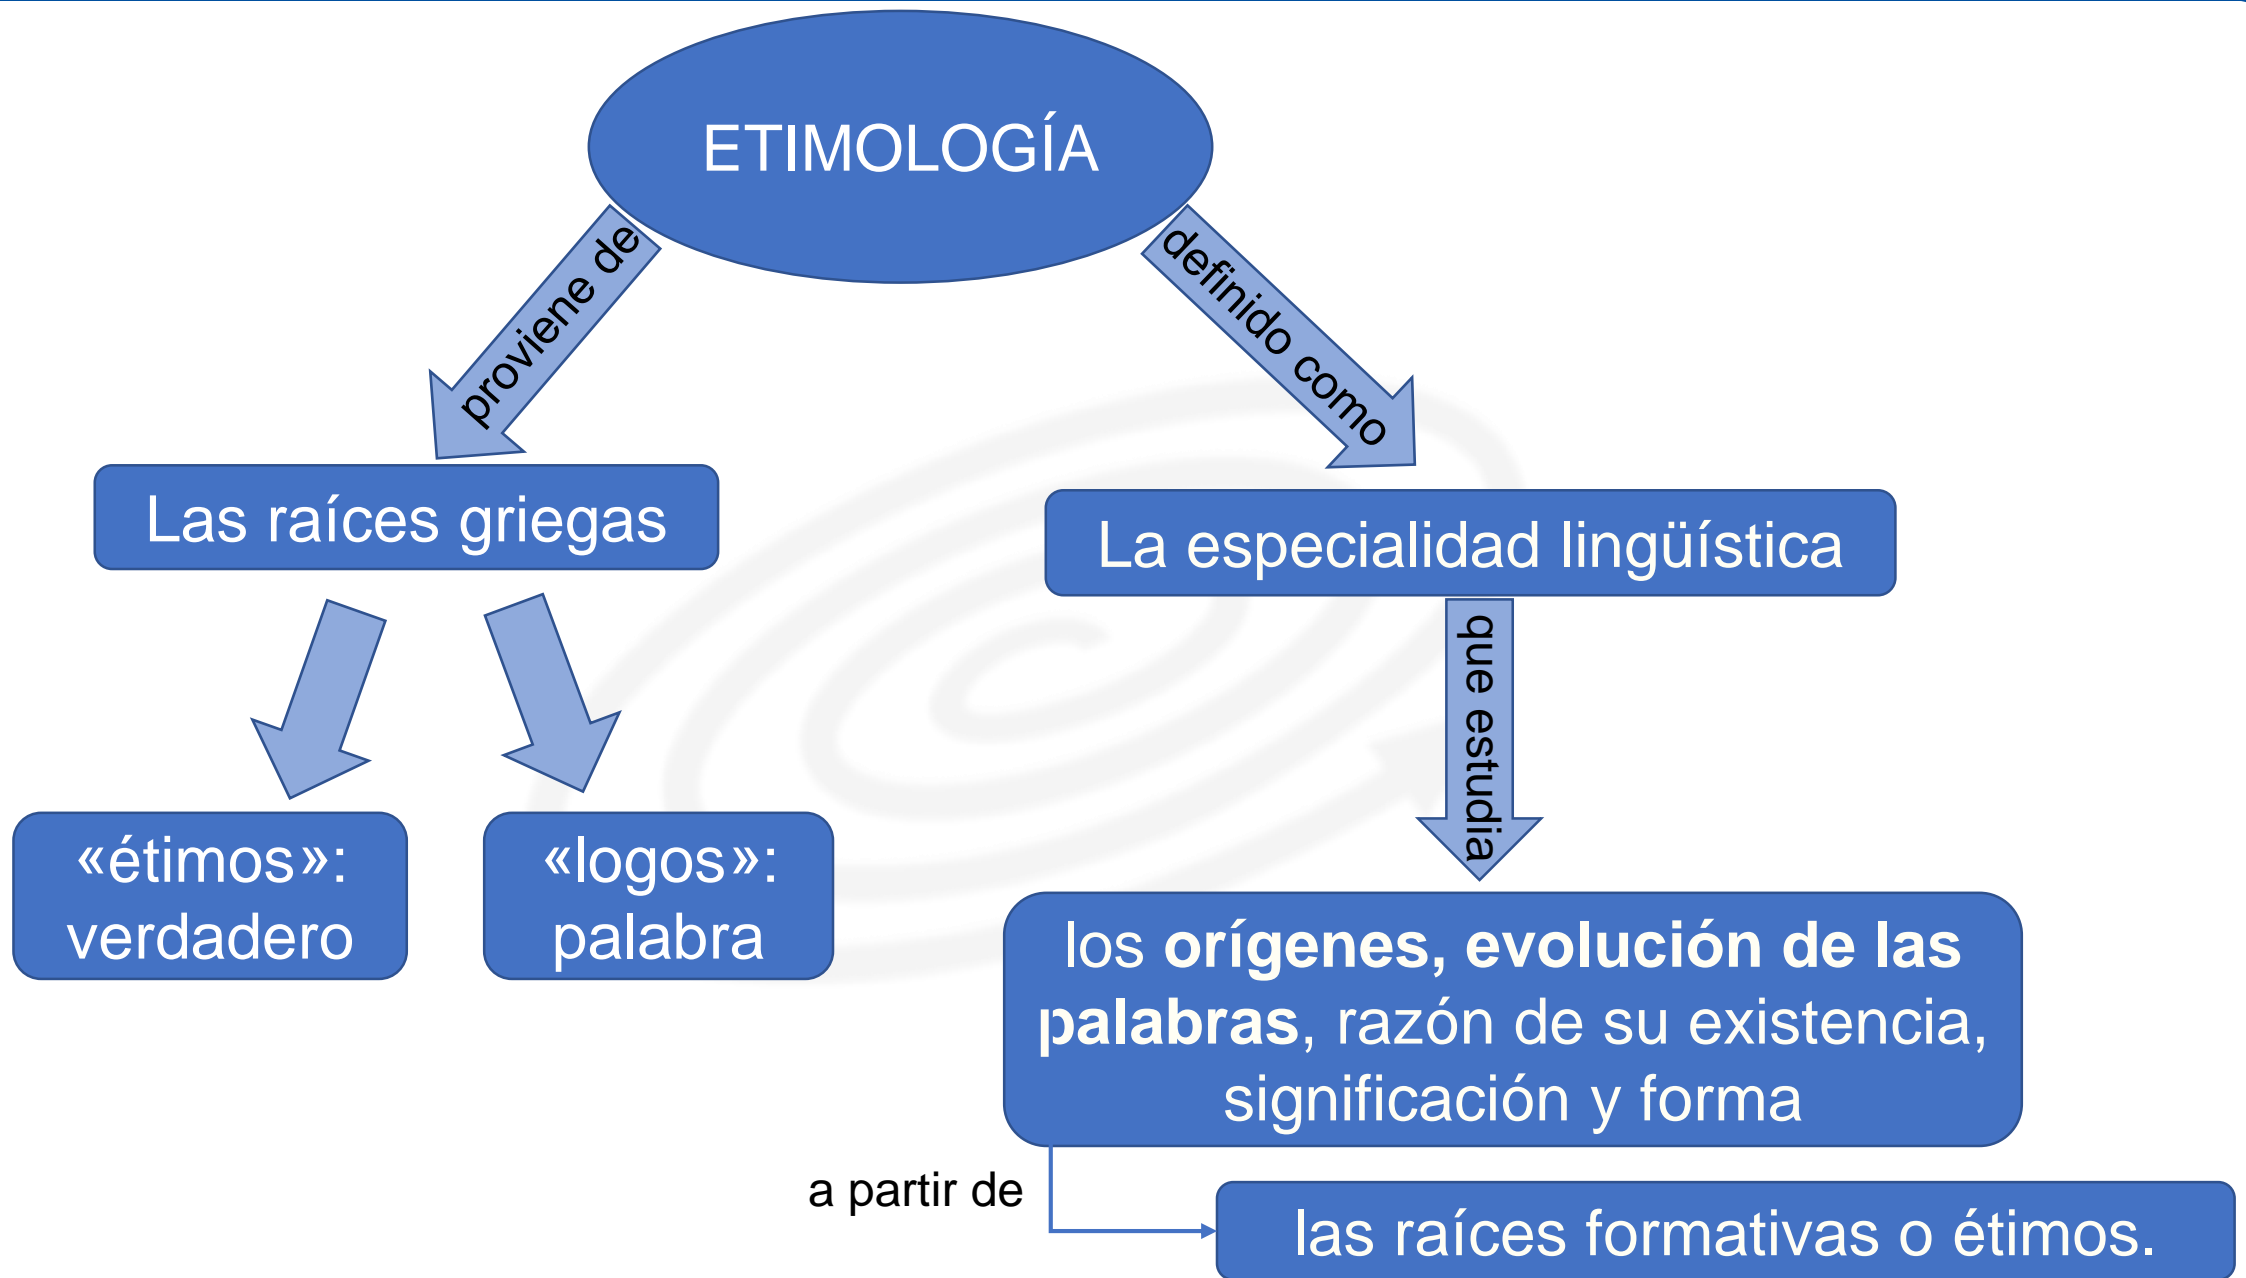 ETIMOLOGÍA
proviene de
definido como
Las raíces griegas
La especialidad lingüística
que estudia
«étimos»:
verdadero
«logos»:
palabra
los orígenes, evolución de las
palabras, razón de su existencia,
significación y forma
a partir de
las raíces formativas o étimos.